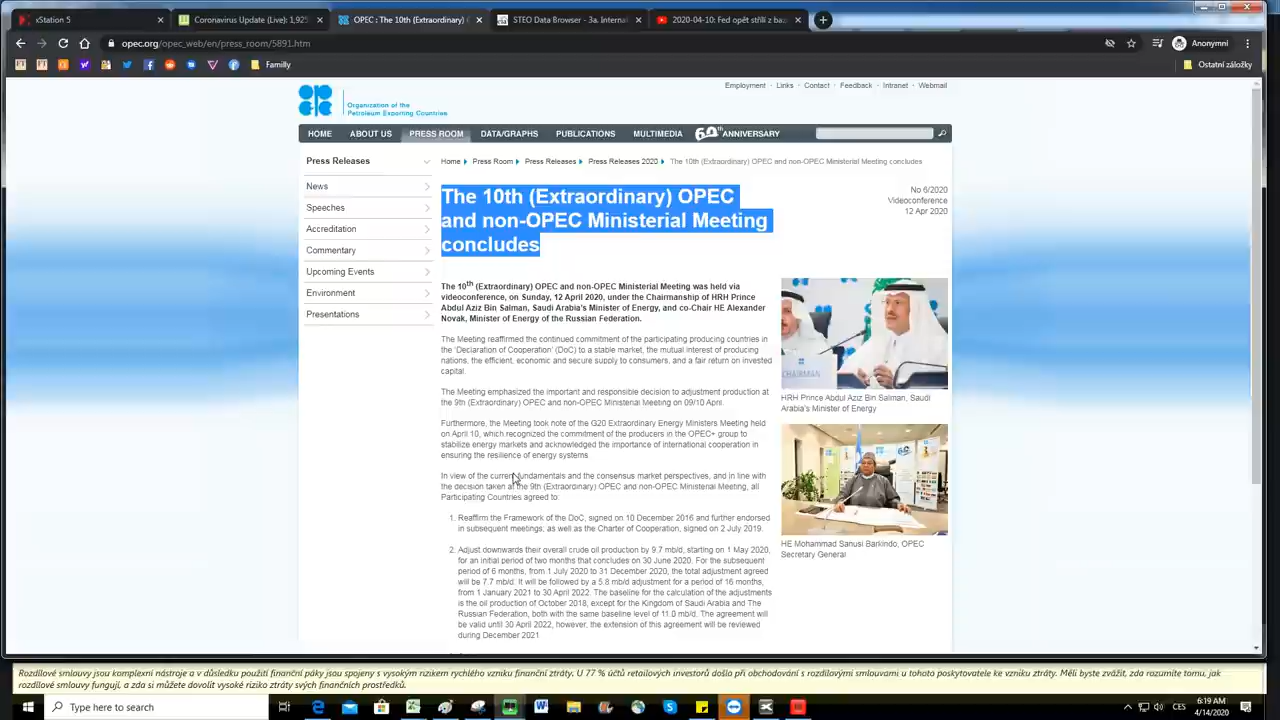 xStation 5
Coronavirus Update (Live): 1,925
OPEC : The 10th (Extraordinary)
STEO Data Browser - 3a. Internat
2020-04-10: Fed opět střílí z baz
opec.org/opec_web/en/press_room/5891.htm
Anonymní
Familly
Ostatní záložky
Employment - Links - Contact - Feedback - Intranet - Webmail
Organization of the
Petroleum Exporting Countries
HOME ABOUT US PRESS ROOM DATA/GRAPHS PUBLICATIONS MULTIMEDIA 60th ANNIVERSARY
Press Releases
News
Speeches
Accreditation
Commentary
Upcoming Events
Environment
Presentations
Home Press Room Press Releases Press Releases 2020 The 10th (Extraordinary) OPEC and non-OPEC Ministerial Meeting concludes
The 10th (Extraordinary) OPEC
and non-OPEC Ministerial Meeting
concludes
No 6/2020
Videoconference
12 Apr 2020
The 10th (Extraordinary) OPEC and non-OPEC Ministerial Meeting was held via
videoconference, on Sunday, 12 April 2020, under the Chairmanship of HRH Prince
Abdul Aziz Bin Salman, Saudi Arabia's Minister of Energy, and co-Chair HE Alexander
Novak, Minister of Energy of the Russian Federation.
The Meeting reaffirmed the continued commitment of the participating producing countries in
the 'Declaration of Cooperation' (DoC) to a stable market, the mutual interest of producing
nations, the efficient, economic and secure supply to consumers, and a fair return on invested
capital.
The Meeting emphasized the important and responsible decision to adjustment production at
the 9th (Extraordinary) OPEC and non-OPEC Ministerial Meeting on 09/10 April.
Furthermore, the Meeting took note of the G20 Extraordinary Energy Ministers Meeting held
on April 10, which recognized the commitment of the producers in the OPEC+ group to
stabilize energy markets and acknowledged the importance of international cooperation in
ensuring the resilience of energy systems
In view of the current fundamentals and the consensus market perspectives, and in line with
the decision taken at the 9th (Extraordinary) OPEC and non-OPEC Ministerial Meeting, all
Participating Countries agreed to:
1. Reaffirm the Framework of the DoC, signed on 10 December 2016 and further endorsed
in subsequent meetings; as well as the Charter of Cooperation, signed on 2 July 2019.
2. Adjust downwards their overall crude oil production by 9.7 mb/d, starting on 1 May 2020,
for an initial period of two months that concludes on 30 June 2020. For the subsequent
period of 6 months, from 1 July 2020 to 31 December 2020, the total adjustment agreed
will be 7.7 mb/d. It will be followed by a 5.8 mb/d adjustment for a period of 16 months,
from 1 January 2021 to 30 April 2022. The baseline for the calculation of the adjustments
is the oil production of October 2018, except for the Kingdom of Saudi Arabia and The
Russian Federation, both with the same baseline level of 11.0 mb/d. The agreement will
be valid until 30 April 2022, however, the extension of this agreement will be reviewed
during December 2021
CHAIRMAN
HRH Prince Abdul Aziz Bin Salman, Saudi
Arabia's Minister of Energy
HE Mohammad Sanusi Barkindo, OPEC
Secretary General
Rozdílové smlouvy jsou komplexní nástroje a v důsledku použití finanční páky jsou spojeny s vysokým rizikem rychlého vzniku finanční ztráty. U 77 % účtů retailových investorů došlo při obchodování s rozdílovými smlouvami u tohoto poskytovatele ke vzniku ztráty. Měli byste zvážit, zda rozumíte tomu, jak
rozdílové smlouvy fungují, a zda si můžete dovolit vysoké riziko ztráty svých finančních prostředků.
Type here to search
CES
6:19 AM
4/14/2020